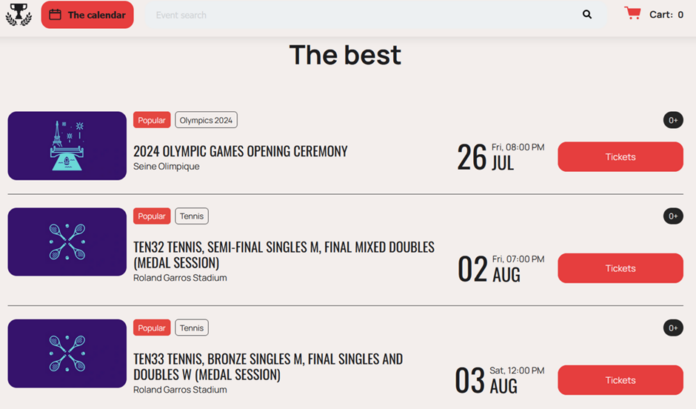 The calendar
Event search
Cart: 0
The best
Popular
Olympics 2024
0+
2024 OLYMPIC GAMES OPENING CEREMONY
Seine Olimpique
26
Fri, 08:00 PM
JUL
Tickets
Popular
Tennis
0+
TEN32 TENNIS, SEMI-FINAL SINGLES M, FINAL MIXED DOUBLES
(MEDAL SESSION)
Roland Garros Stadium
02
Fri, 07:00 PM
AUG
Tickets
Popular
Tennis
0+
TEN33 TENNIS, BRONZE SINGLES M, FINAL SINGLES AND
DOUBLES W (MEDAL SESSION)
Roland Garros Stadium
03
Sat, 12:00 PM
AUG
Tickets